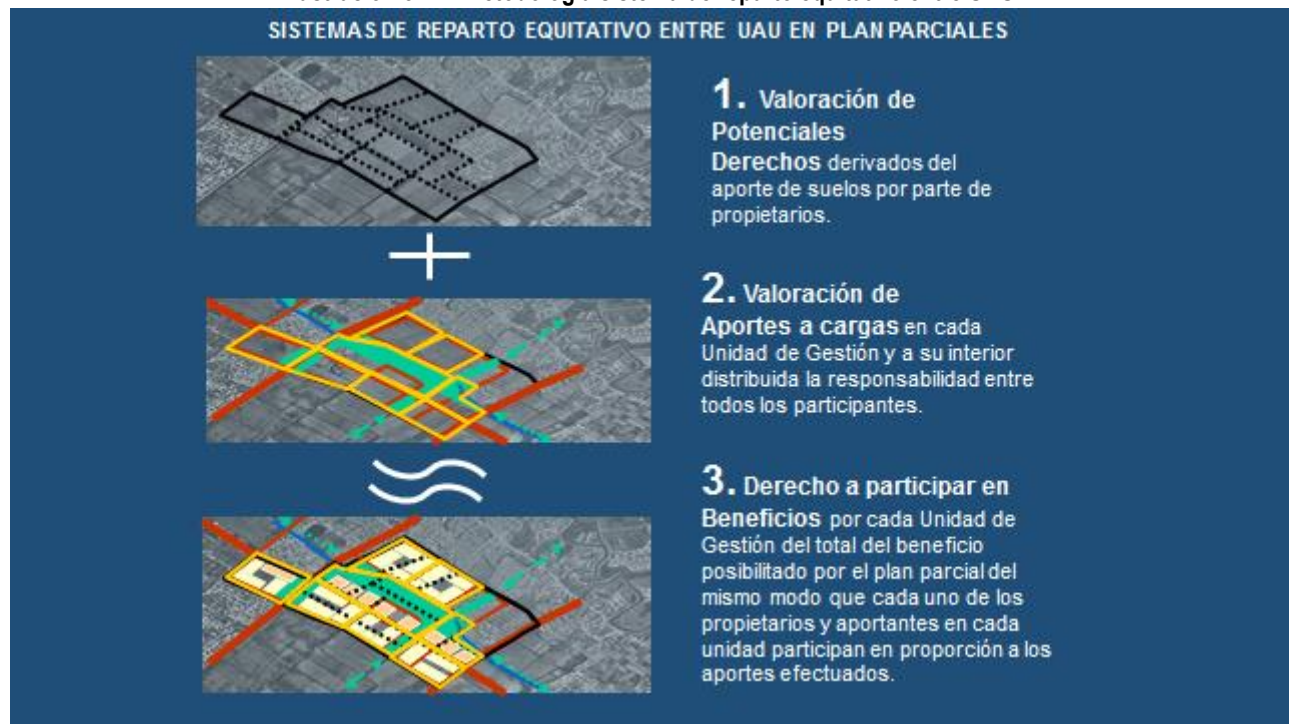 SISTEMAS DE REPARTO EQUITATIVO ENTRE UAU EN PLAN PARCIALES
1. Valoración de
Potenciales
Derechos derivados del
aporte de suelos por parte de
propietarios.
2. Valoración de
Aportes a cargas en cada
Unidad de Gestión y a su interior
distribuida la responsabilidad entre
todos los participantes.
3. Derecho a participar en
Beneficios por cada Unidad de
Gestión del total del beneficio
posibilitado por el plan parcial del
mismo modo que cada uno de los
propietarios y aportantes en cada
unidad participan en proporción a los
aportes efectuados.